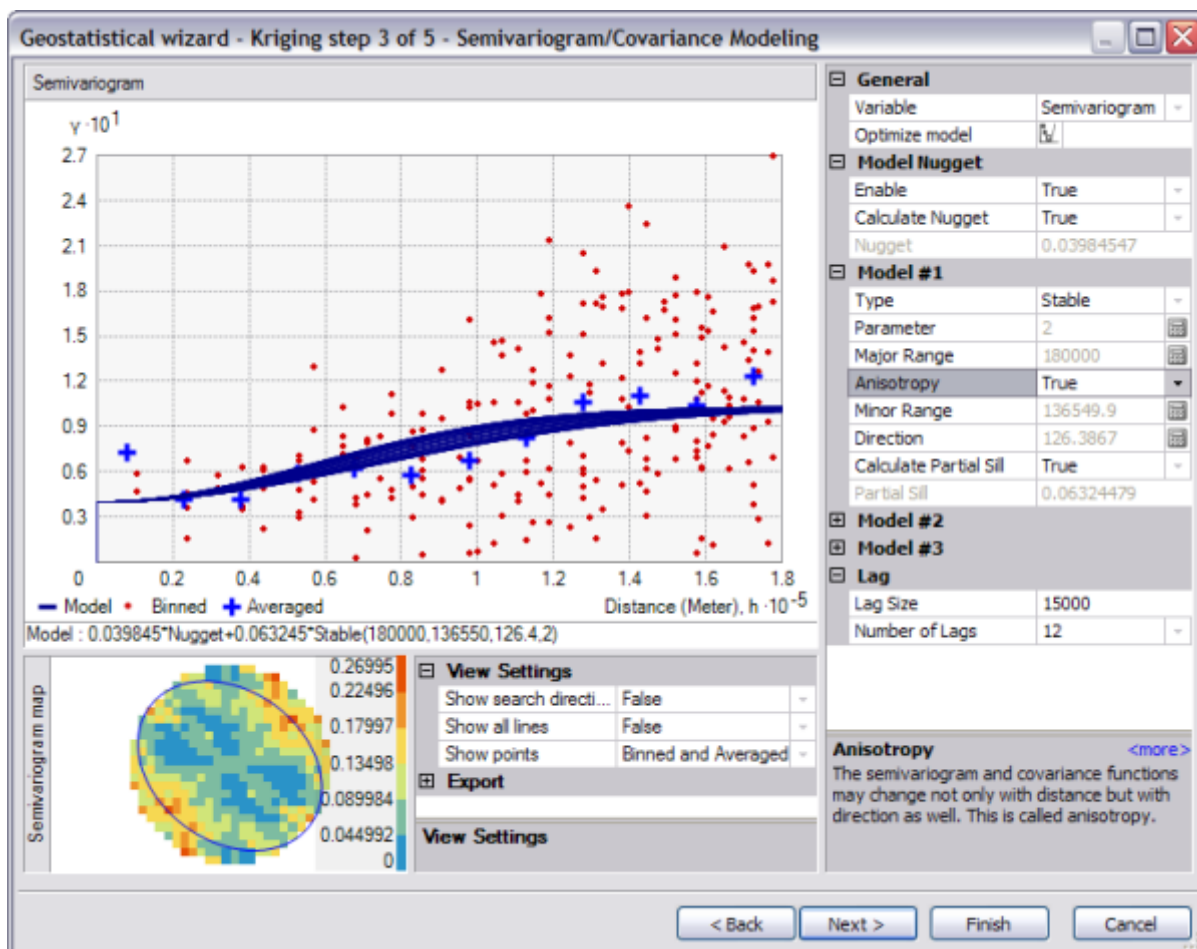 Geostatistical wizard - Kriging step 3 of 5 - Semivariogram/Covariance Modeling
Semivariogram
γ ·10¹
2.7
2.4
2.1
1.8
1.5
1.2
0.9
0.6
0.3
0 0.2 0.4 0.6 0.8 1 1.2 1.4 1.6 1.8
Model Binned Averaged Distance (Meter), h ·10⁻⁵
Model : 0.039845*Nugget+0.063245*Stable(180000,136550,126.4,2)
Semivariogram map
0.26995
0.22496
0.17997
0.13498
0.089984
0.044992
0
View Settings
Show search directi... False
Show all lines False
Show points Binned and Averaged
Export
View Settings
General
Variable Semivariogram
Optimize model
Model Nugget
Enable True
Calculate Nugget True
Nugget 0.03984547
Model #1
Type Stable
Parameter 2
Major Range 180000
Anisotropy True
Minor Range 136549.9
Direction 126.3867
Calculate Partial Sill True
Partial Sill 0.06324479
Model #2
Model #3
Lag
Lag Size 15000
Number of Lags 12
Anisotropy <more>
The semivariogram and covariance functions
may change not only with distance but with
direction as well. This is called anisotropy.
< Back Next > Finish Cancel